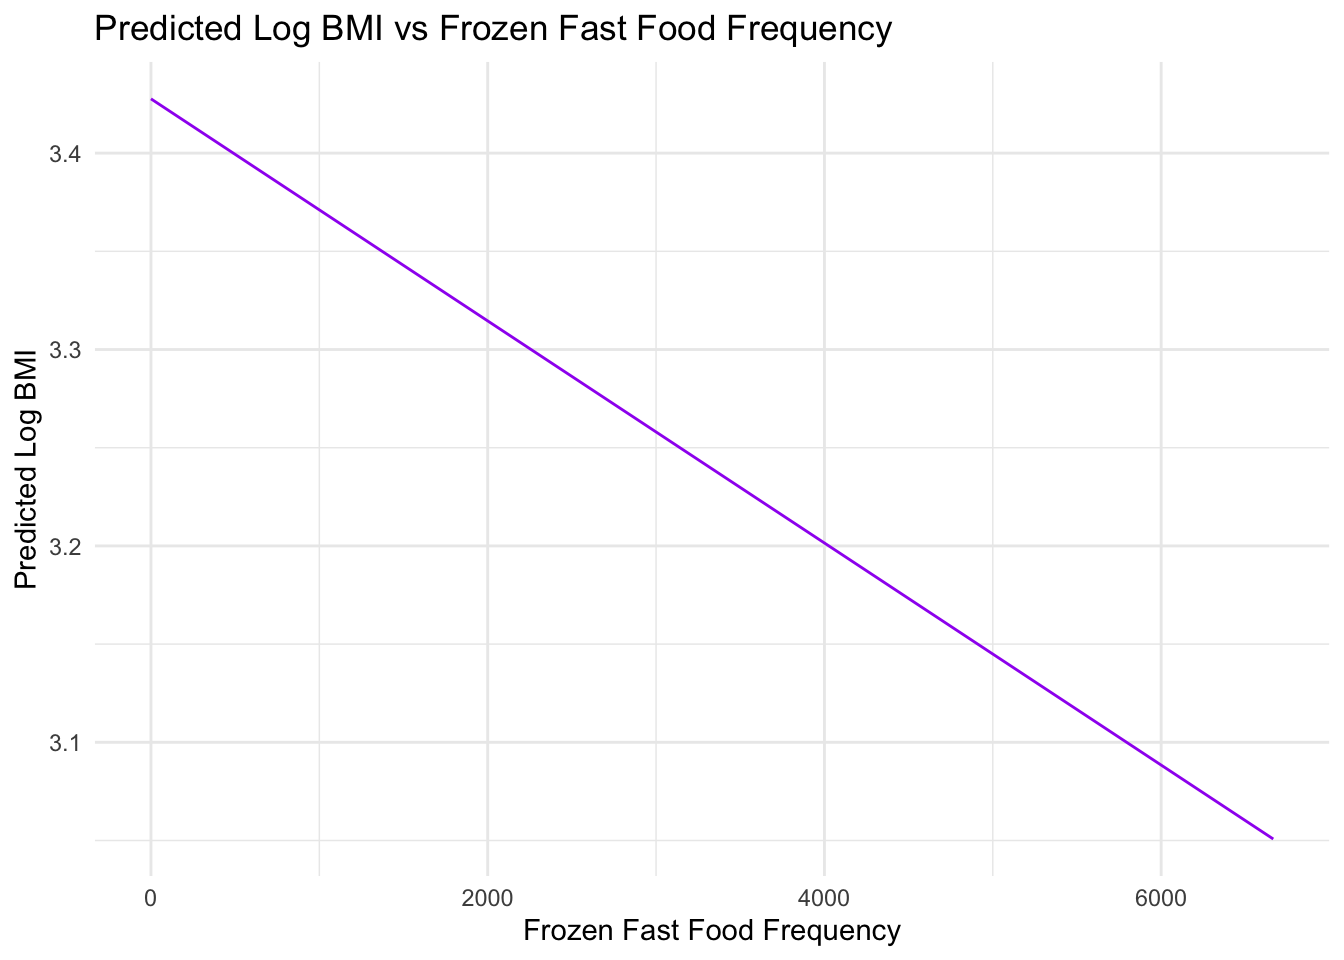 Predicted Log BMI vs Frozen Fast Food Frequency
Predicted Log BMI
3.4
3.3
3.2
3.1
0 2000 4000 6000
Frozen Fast Food Frequency